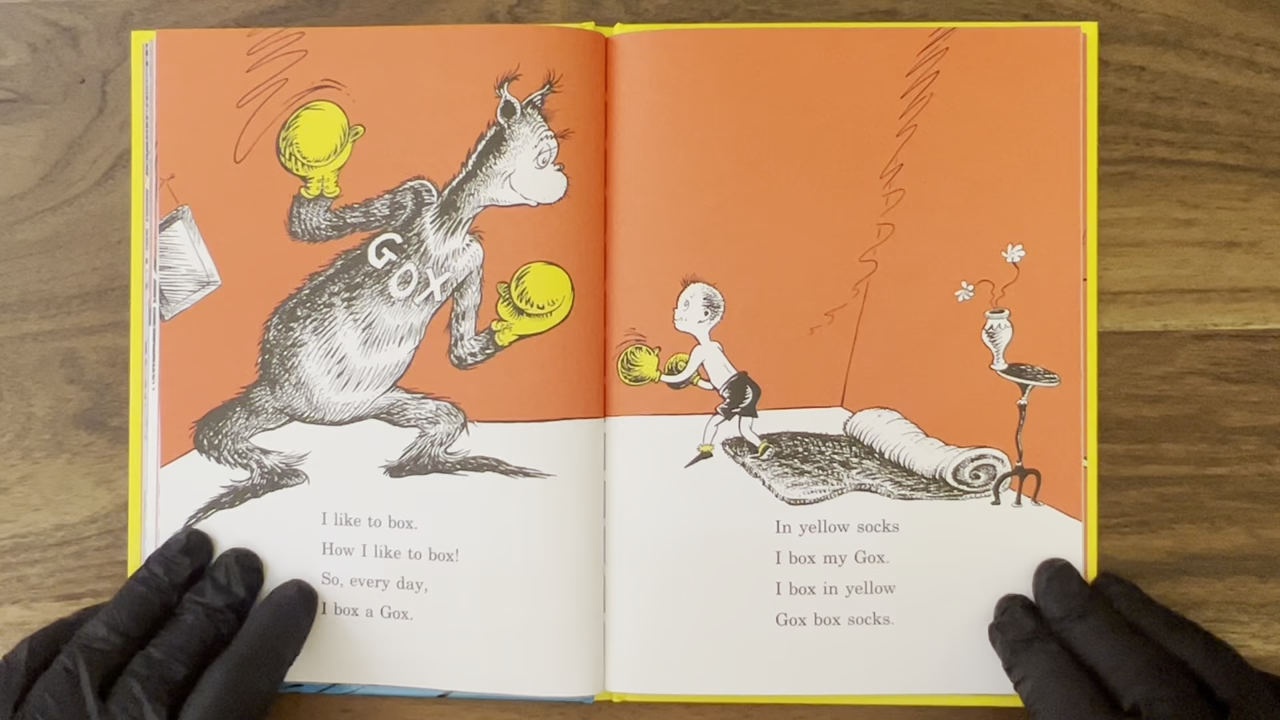 GOX
I like to box.
How I like to box!
So, every day,
I box a Gox.
In yellow socks
I box my Gox.
I box in yellow
Gox box socks.